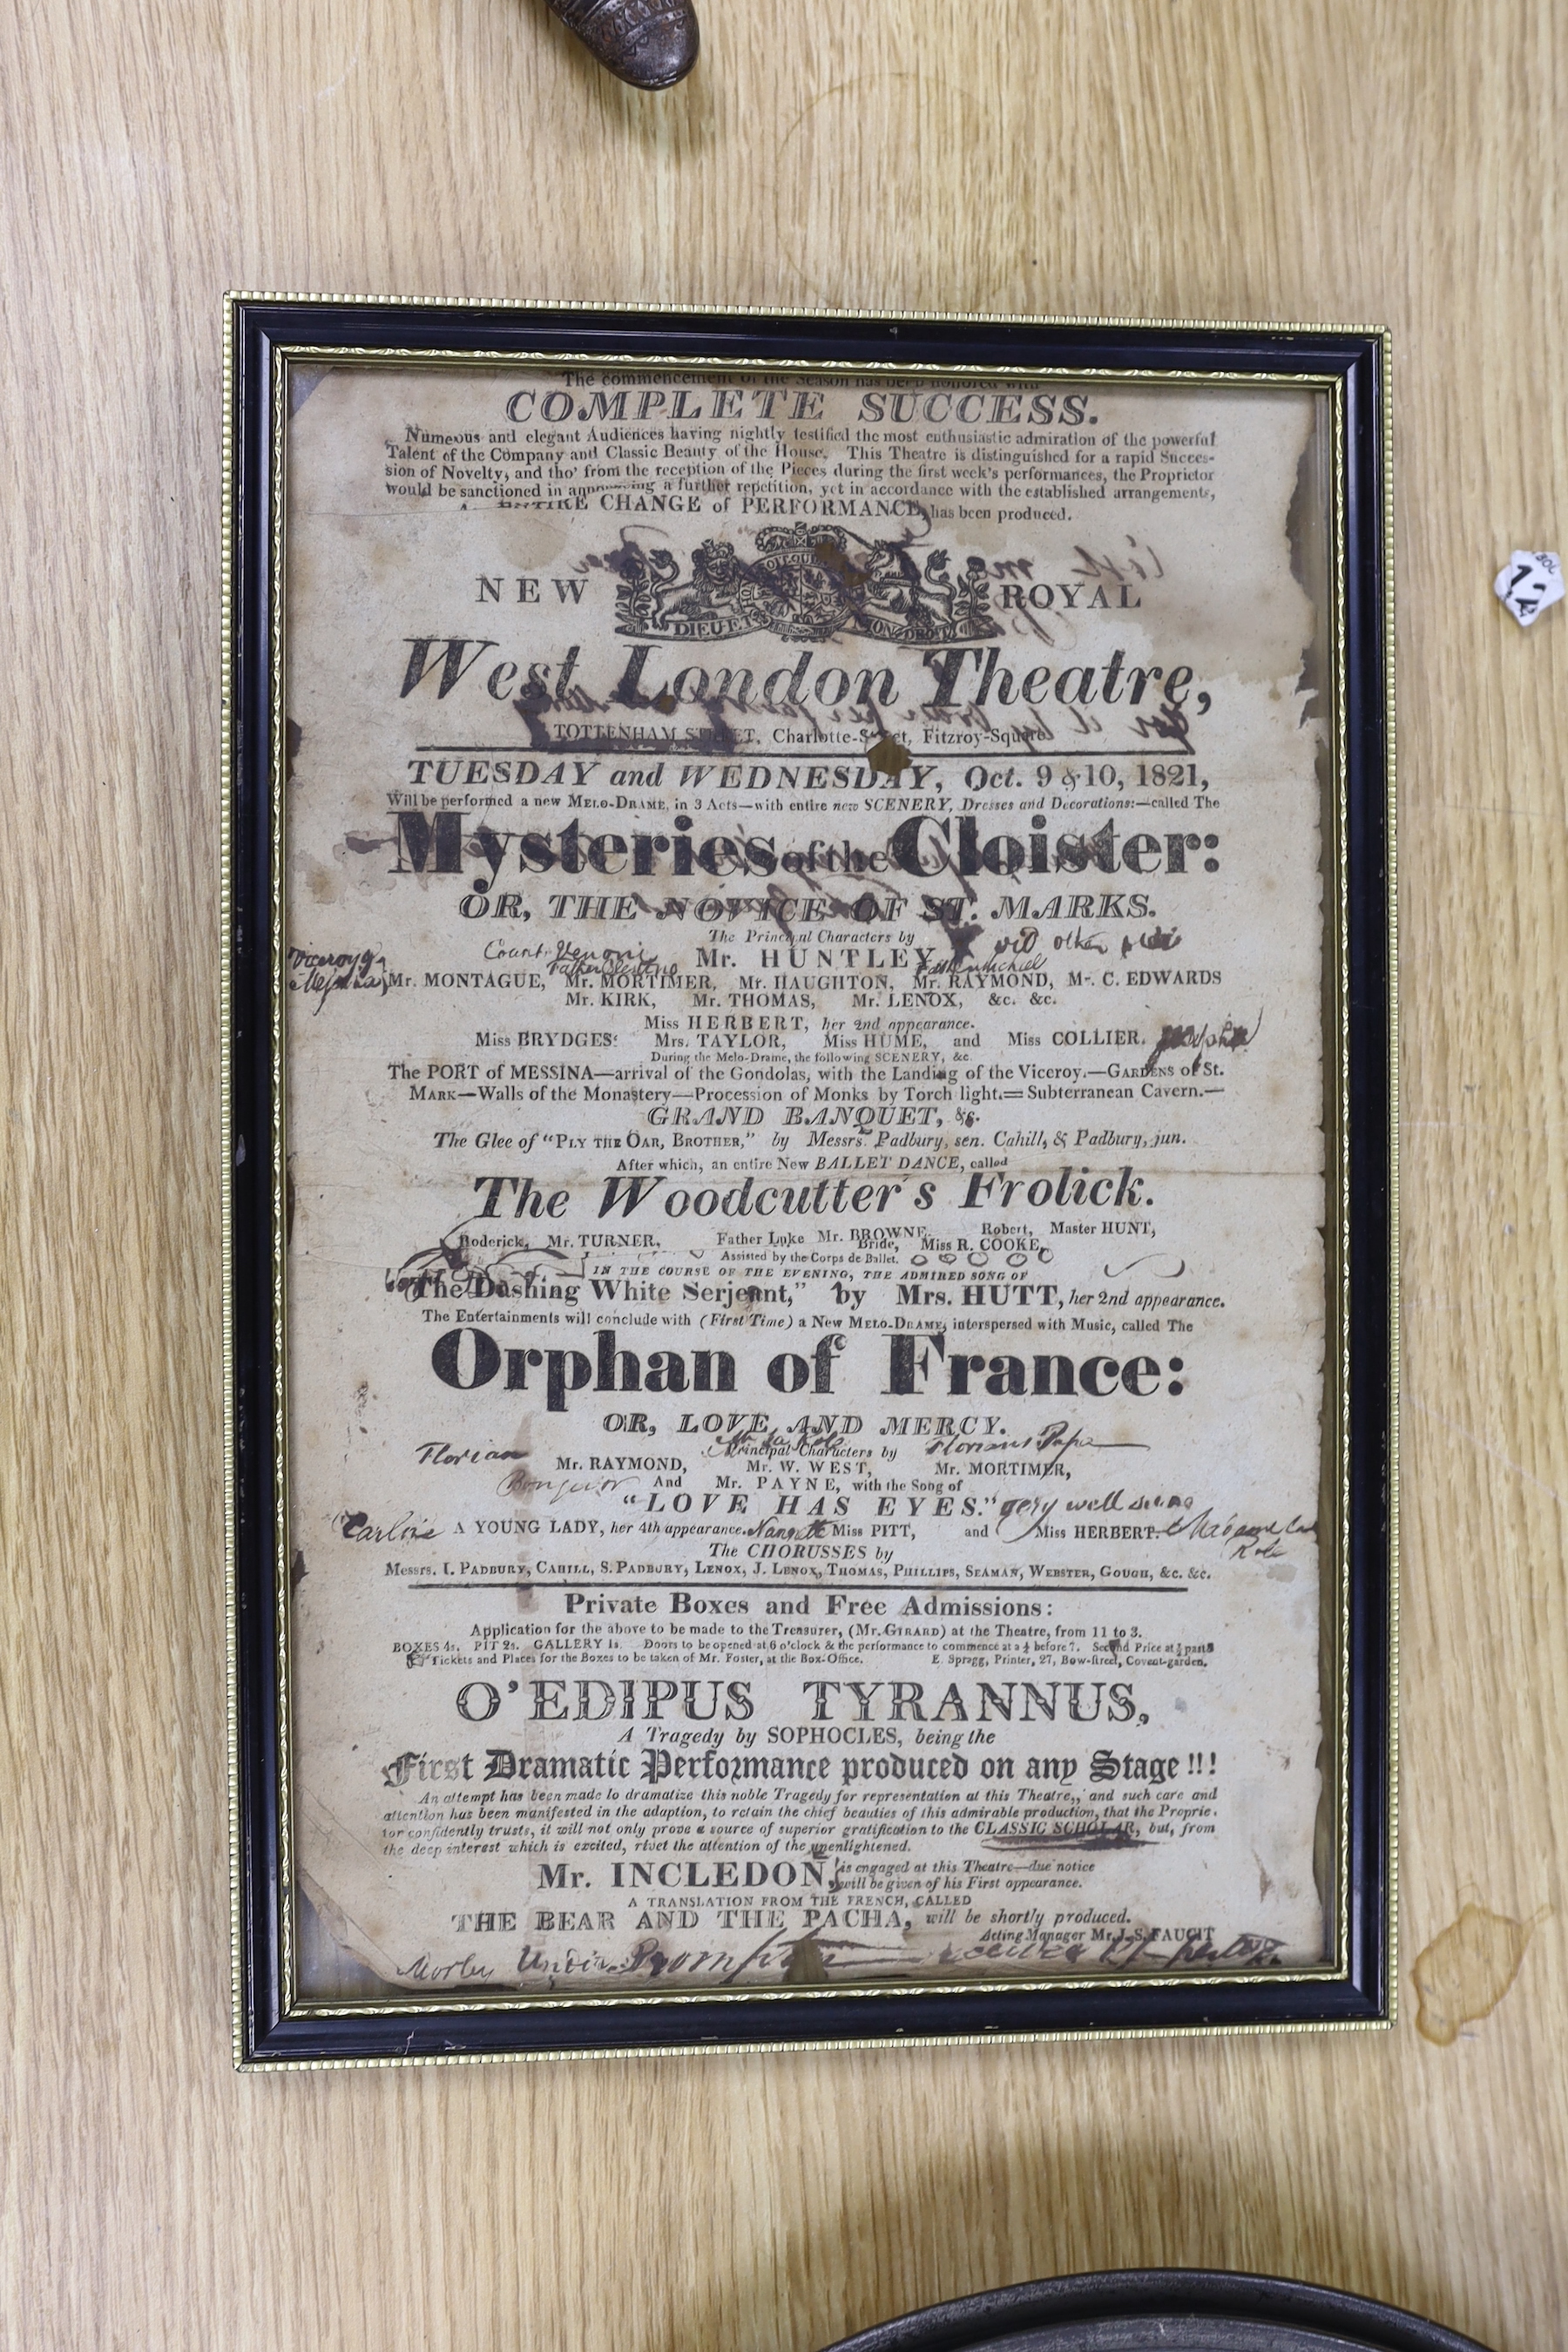 The commencement of the Season has been honored with
COMPLETE SUCCESS.
Numerous and elegant Audiences having nightly testified the most enthusiastic admiration of the powerful
Talent of the Company and Classic Beauty of the House. This Theatre is distinguished for a rapid Succes-
sion of Novelty, and tho' from the reception of the Pieces during the first week's performances, the Proprietor
would be sanctioned in announcing a further repetition, yet in accordance with the established arrangements,
ENTIRE CHANGE of PERFORMANCE, has been produced.
NEW ROYAL
DIEU ET MON DROIT
West London Theatre,
TOTTENHAM STREET, Charlotte-Street, Fitzroy-Square
TUESDAY and WEDNESDAY, Oct. 9 & 10, 1821,
Will be performed a new MELO-DRAME, in 3 Acts—with entire new SCENERY, Dresses and Decorations:—called The
Mysteries of the Cloister:
OR, THE NOVICE OF ST. MARKS.
The Principal Characters by
Count Venoni Mr. HUNTLEY, other
Viceroy of Father
Mr. MONTAGUE, Mr. MORTIMER, Mr. HAUGHTON, Mr. RAYMOND, Mr. C. EDWARDS
Mr. KIRK, Mr. THOMAS, Mr. LENOX, &c. &c.
Miss HERBERT, her 2nd appearance.
Miss BRYDGES: Mrs. TAYLOR, Miss HUME, and Miss COLLIER.
During the Melo-Drame, the following SCENERY, &c.
The PORT of MESSINA—arrival of the Gondolas, with the Landing of the Viceroy.—GARDENS of St.
MARK—Walls of the Monastery—Procession of Monks by Torch light.=Subterranean Cavern.—
GRAND BANQUET, &c.
The Glee of "PLY THE OAR, BROTHER," by Messrs. Padbury, sen. Cahill, & Padbury, jun.
After which, an entire New BALLET DANCE, called
The Woodcutter's Frolick.
Roderick, Mr. TURNER, Father Luke Mr. BROWNE, Robert, Master HUNT,
Bride, Miss R. COOKE,
Assisted by the Corps de Ballet.
IN THE COURSE OF THE EVENING, THE ADMIRED SONG OF
"The Dashing White Serjeant," by Mrs. HUTT, her 2nd appearance.
The Entertainments will conclude with (First Time) a New MELO-DRAME, interspersed with Music, called The
Orphan of France:
OR, LOVE AND MERCY.
Florian Principal Characters by Florians Papa
Mr. RAYMOND, Mr. W. WEST, Mr. MORTIMER,
And Mr. PAYNE, with the Song of
"LOVE HAS EYES." very well sung
Carline A YOUNG LADY, her 4th appearance. Nanette Miss PITT, and Miss HERBERT. Madame
The CHORUSSES by
Messrs. I. PADBURY, CAHILL, S. PADBURY, LENOX, J. LENOX, THOMAS, PHILLIPS, SEAMAN, WEBSTER, GOUGH, &c. &c.
Private Boxes and Free Admissions:
Application for the above to be made to the Treasurer, (Mr. GIRARD) at the Theatre, from 11 to 3.
BOXES 4s. PIT 2s. GALLERY 1s. Doors to be opened at 6 o'clock & the performance to commence at a ¼ before 7. Second Price at ½ past 8
Tickets and Places for the Boxes to be taken of Mr. Foster, at the Box-Office. E. Spragg, Printer, 27, Bow-street, Covent-garden.
O'EDIPUS TYRANNUS,
A Tragedy by SOPHOCLES, being the
First Dramatic Performance produced on any Stage!!!
An attempt has been made to dramatize this noble Tragedy for representation at this Theatre,, and such care and
attention has been manifested in the adaption, to retain the chief beauties of this admirable production, that the Proprie-
tor confidently trusts, it will not only prove a source of superior gratification to the CLASSIC SCHOLAR, but, from
the deep interest which is excited, rivet the attention of the unenlightened.
Mr. INCLEDON, is engaged at this Theatre—due notice
will be given of his First appearance.
A TRANSLATION FROM THE FRENCH, CALLED
THE BEAR AND THE PACHA, will be shortly produced.
Acting Manager Mr. J. S. FAUCIT